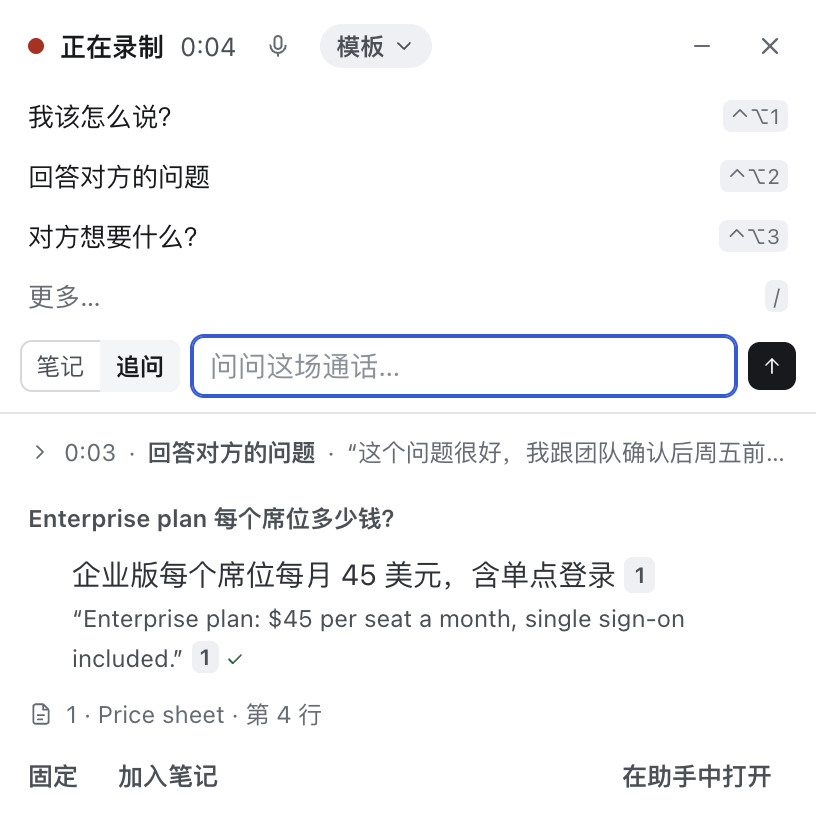 正在录制 0:04 模板
我该怎么说? ^⌥1
回答对方的问题 ^⌥2
对方想要什么? ^⌥3
更多... /
笔记 追问 问问这场通话...
0:03 · 回答对方的问题 · “这个问题很好，我跟团队确认后周五前...
Enterprise plan 每个席位多少钱?
企业版每个席位每月 45 美元，含单点登录 1
“Enterprise plan: $45 per seat a month, single sign-on
included.” 1 ✓
1 · Price sheet · 第 4 行
固定 加入笔记 在助手中打开